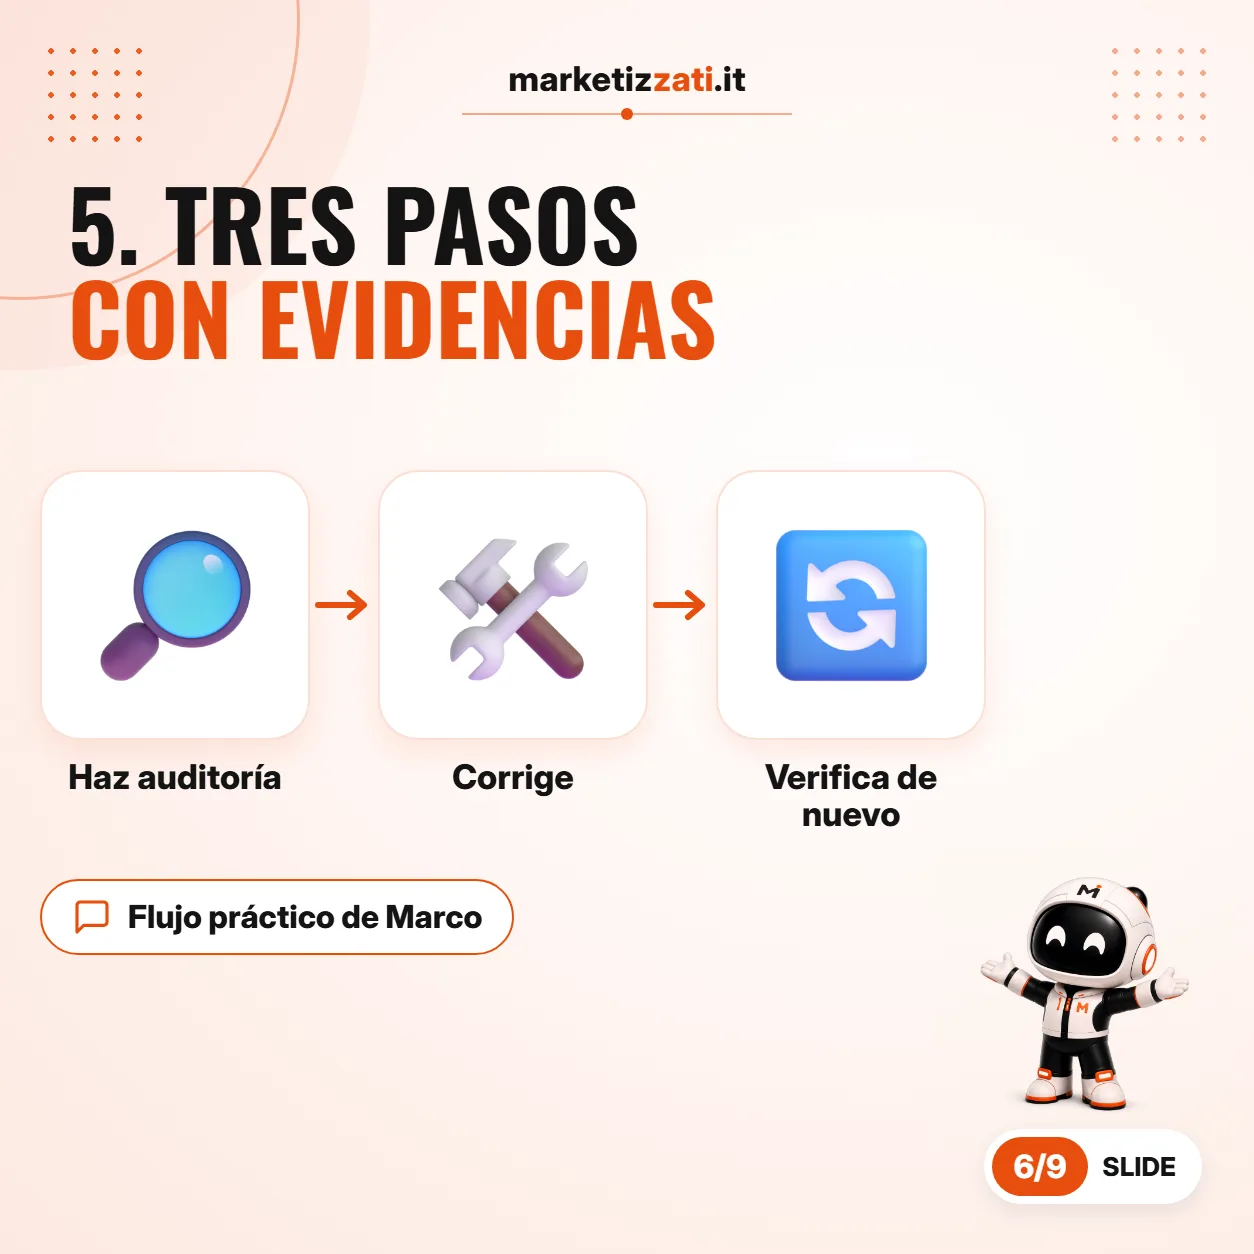 marketizzati.it
5. TRES PASOS
CON EVIDENCIAS
Haz auditoría
Corrige
Verifica de
nuevo
Flujo práctico de Marco
6/9 SLIDE